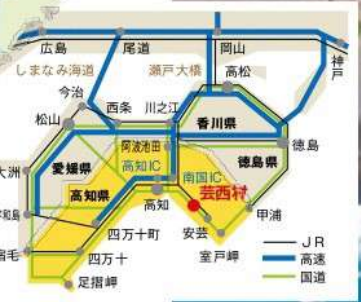 広島
尾道
岡山
神戸
しまなみ海道
瀬戸大橋
高松
今治
西条
川之江
松山
香川県
徳島
阿波池田
大洲
愛媛県
高知IC
徳島県
南国IC
高知県
高知
芸西村
宇和島
甲浦
四万十町
安芸
室戸岬
宿毛
四万十
足摺岬
JR
高速
国道